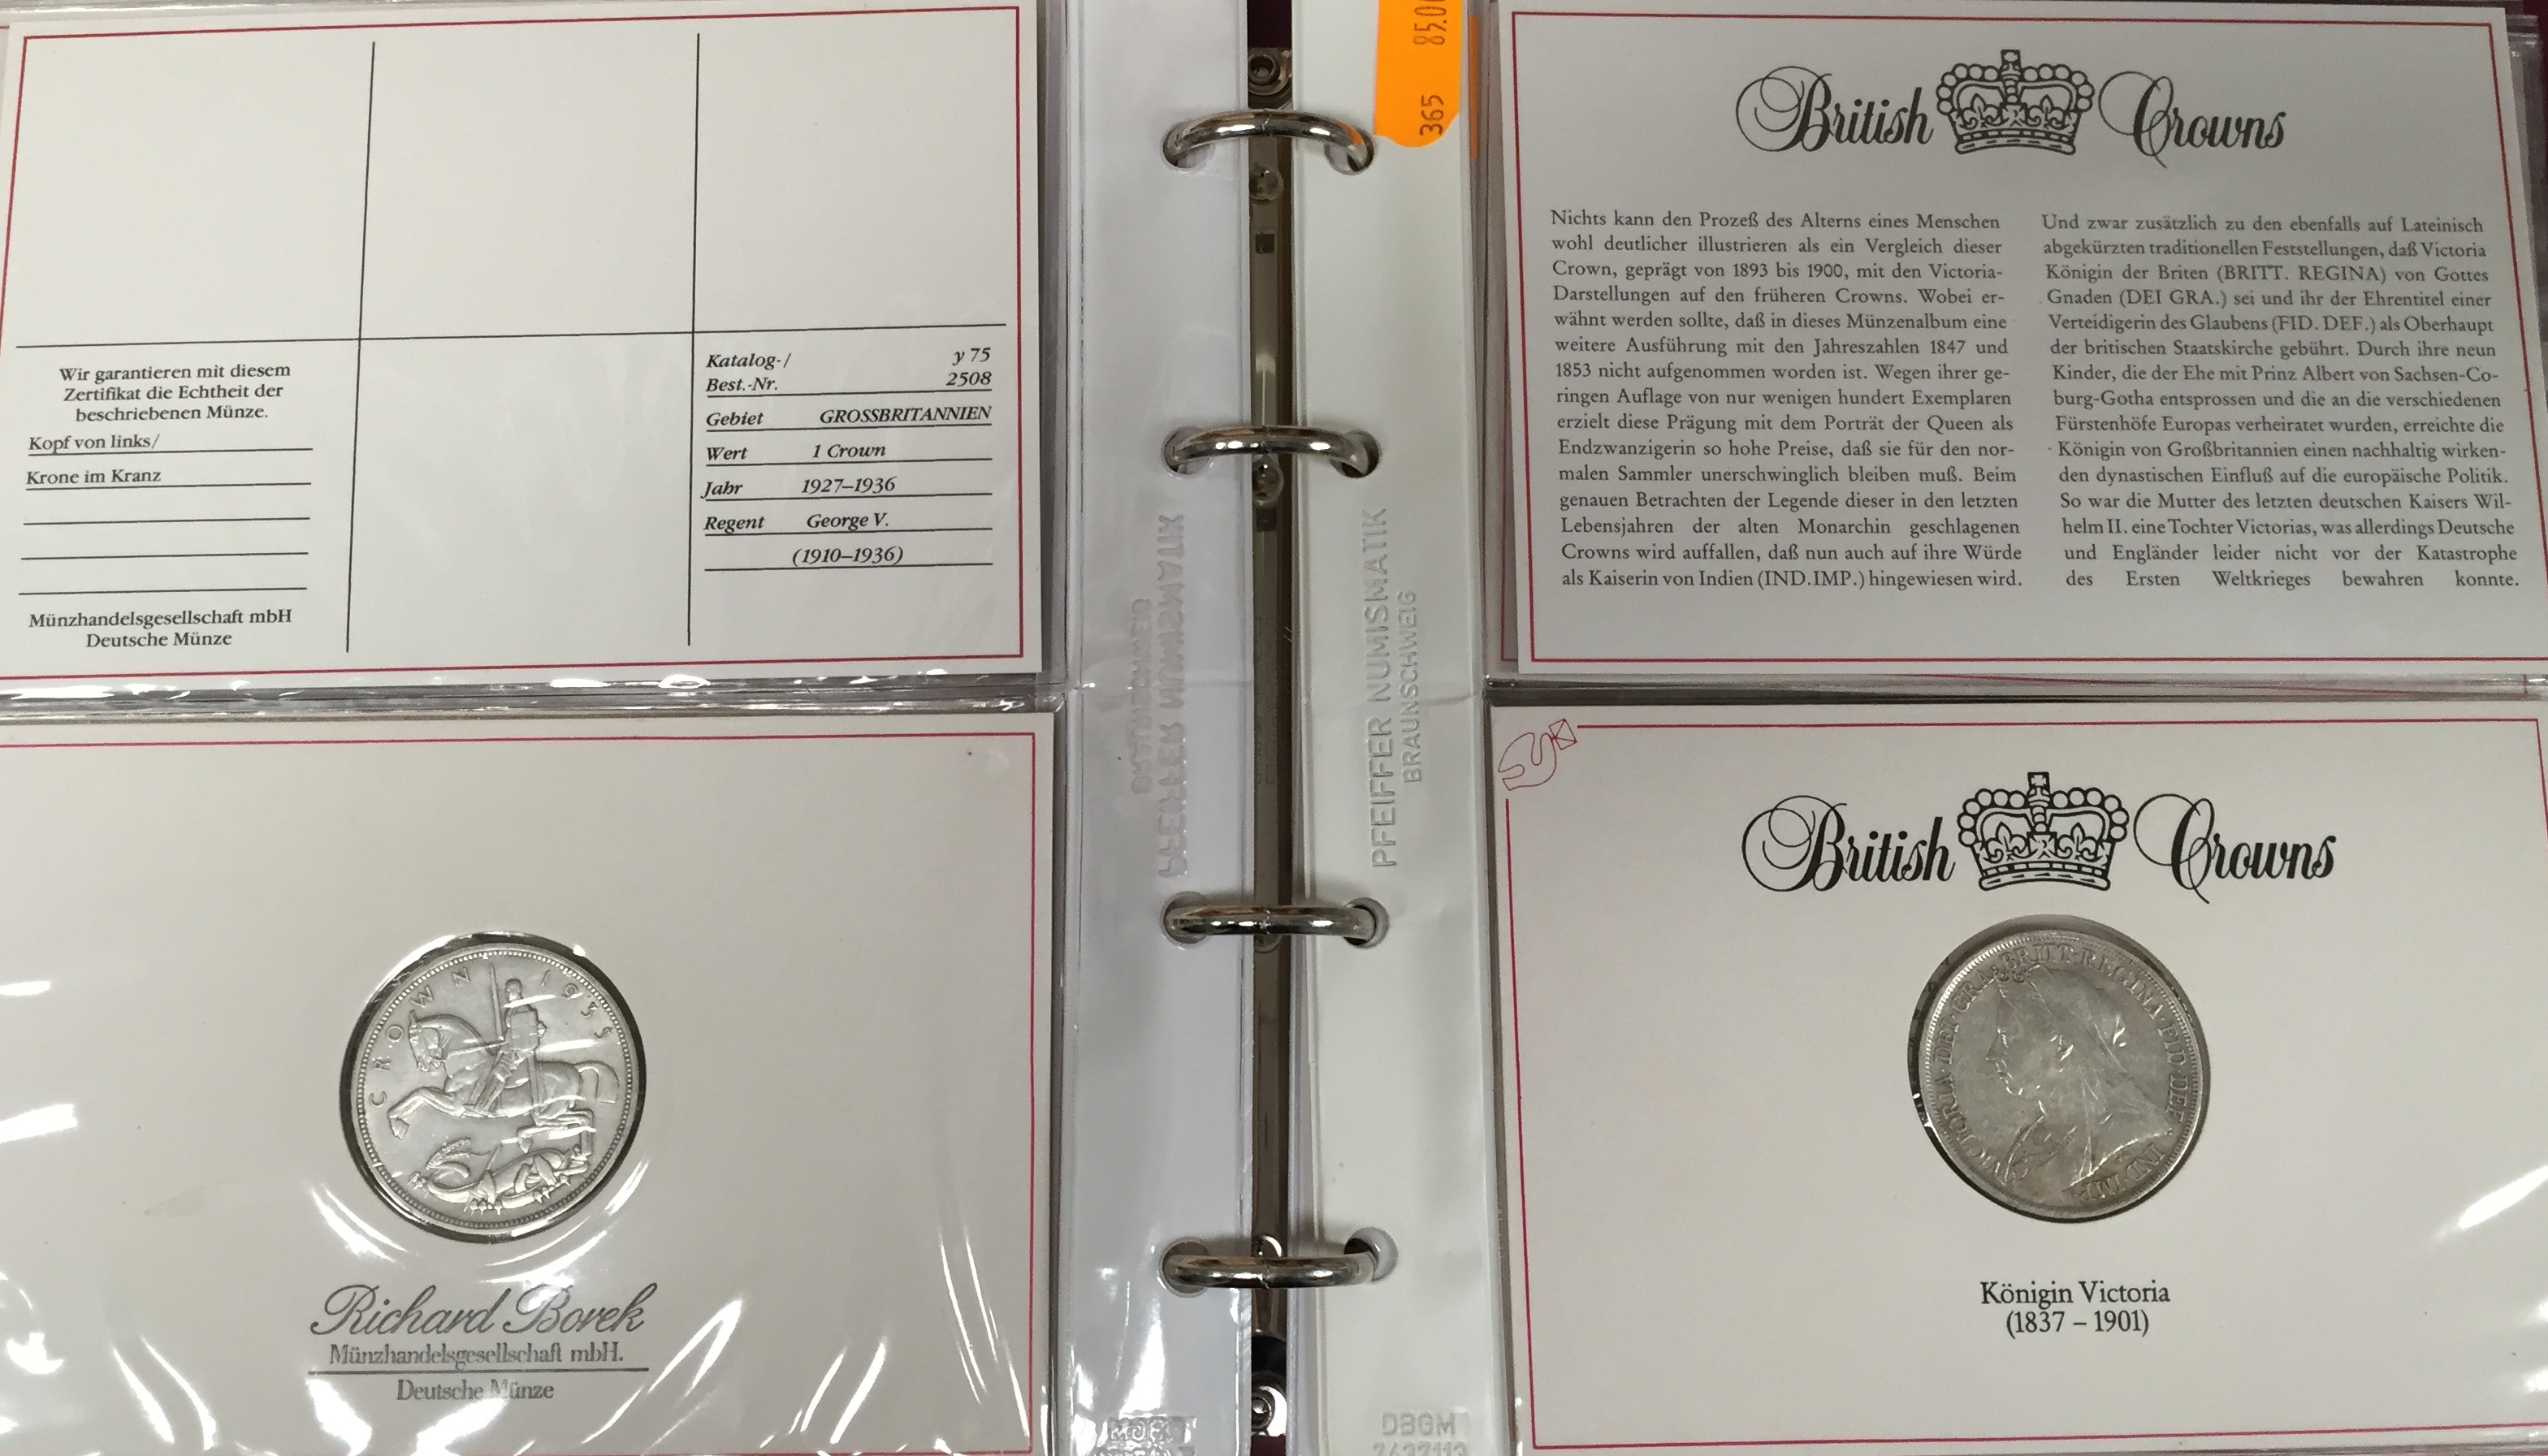 Wir garantieren mit diesem
Zertifikat die Echtheit der
beschriebenen Münze.
Kopf von links/
Krone im Kranz
Münzhandelsgesellschaft mbH
Deutsche Münze
Katalog-/ y 75
Best.-Nr. 2508
Gebiet GROSSBRITANNIEN
Wert 1 Crown
Jahr 1927–1936
Regent George V.
(1910–1936)
CROWN 1935
Richard Borek
Münzhandelsgesellschaft mbH.
Deutsche Münze
365 85.00
PFEIFFER NUMISMATIK
BRAUNSCHWEIG
PFEIFFER NUMISMATIK
BRAUNSCHWEIG
DBGM
DBGM
British Crowns
Nichts kann den Prozeß des Alterns eines Menschen
wohl deutlicher illustrieren als ein Vergleich dieser
Crown, geprägt von 1893 bis 1900, mit den Victoria-
Darstellungen auf den früheren Crowns. Wobei er-
wähnt werden sollte, daß in dieses Münzenalbum eine
weitere Ausführung mit den Jahreszahlen 1847 und
1853 nicht aufgenommen worden ist. Wegen ihrer ge-
ringen Auflage von nur wenigen hundert Exemplaren
erzielt diese Prägung mit dem Porträt der Queen als
Endzwanzigerin so hohe Preise, daß sie für den nor-
malen Sammler unerschwinglich bleiben muß. Beim
genauen Betrachten der Legende dieser in den letzten
Lebensjahren der alten Monarchin geschlagenen
Crowns wird auffallen, daß nun auch auf ihre Würde
als Kaiserin von Indien (IND.IMP.) hingewiesen wird.
Und zwar zusätzlich zu den ebenfalls auf Lateinisch
abgekürzten traditionellen Feststellungen, daß Victoria
Königin der Briten (BRITT. REGINA) von Gottes
Gnaden (DEI GRA.) sei und ihr der Ehrentitel einer
Verteidigerin des Glaubens (FID. DEF.) als Oberhaupt
der britischen Staatskirche gebührt. Durch ihre neun
Kinder, die der Ehe mit Prinz Albert von Sachsen-Co-
burg-Gotha entsprossen und die an die verschiedenen
Fürstenhöfe Europas verheiratet wurden, erreichte die
Königin von Großbritannien einen nachhaltig wirken-
den dynastischen Einfluß auf die europäische Politik.
So war die Mutter des letzten deutschen Kaisers Wil-
helm II. eine Tochter Victorias, was allerdings Deutsche
und Engländer leider nicht vor der Katastrophe
des Ersten Weltkrieges bewahren konnte.
British Crowns
VICTORIA·DEI·GRA·BRITT·REGINA·FID·DEF·IND·IMP·
Königin Victoria
(1837 – 1901)